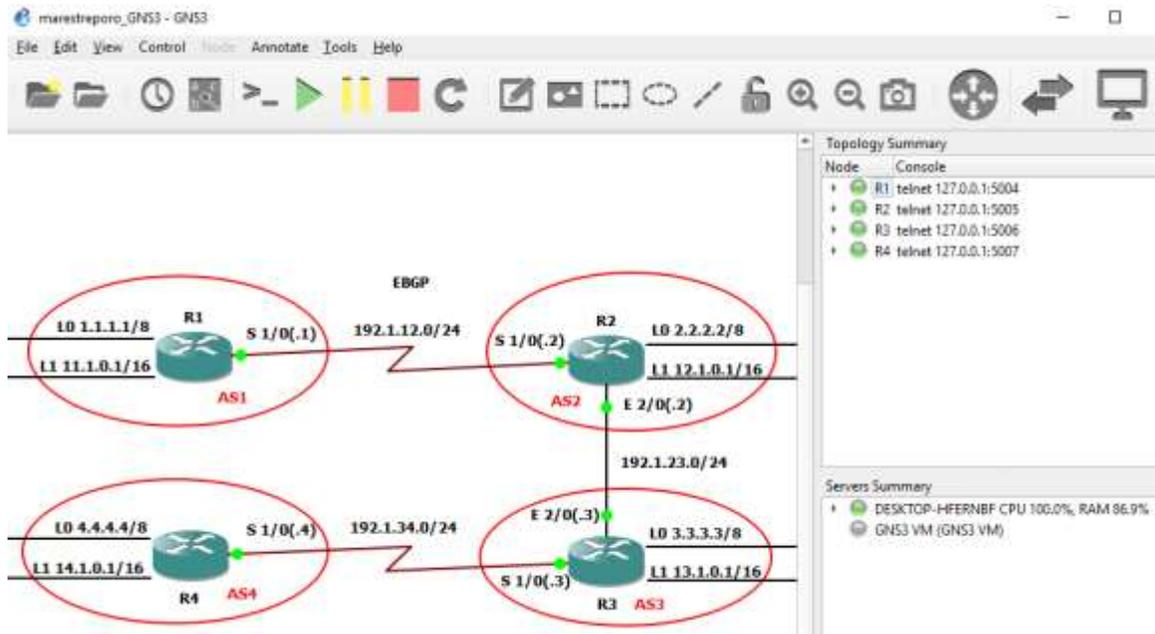 marestreporo_GNS3 - GNS3
File Edit View Control Node Annotate Tools Help
Topology Summary
Node Console
R1 telnet 127.0.0.1:5004
R2 telnet 127.0.0.1:5005
R3 telnet 127.0.0.1:5006
R4 telnet 127.0.0.1:5007
EBGP
R1
L0 1.1.1.1/8
S 1/0(.1)
L1 11.1.0.1/16
AS1
192.1.12.0/24
R2
S 1/0(.2)
L0 2.2.2.2/8
L1 12.1.0.1/16
AS2
E 2/0(.2)
192.1.23.0/24
L0 4.4.4.4/8
S 1/0(.4)
L1 14.1.0.1/16
R4 AS4
192.1.34.0/24
E 2/0(.3)
L0 3.3.3.3/8
L1 13.1.0.1/16
S 1/0(.3)
R3 AS3
Servers Summary
DESKTOP-HFERNBF CPU 100.0%, RAM 86.9%
GNS3 VM (GNS3 VM)